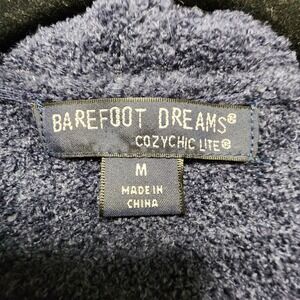 BAREFOOT DREAMS®
COZYCHIC LITE®
M
MADE IN
CHINA